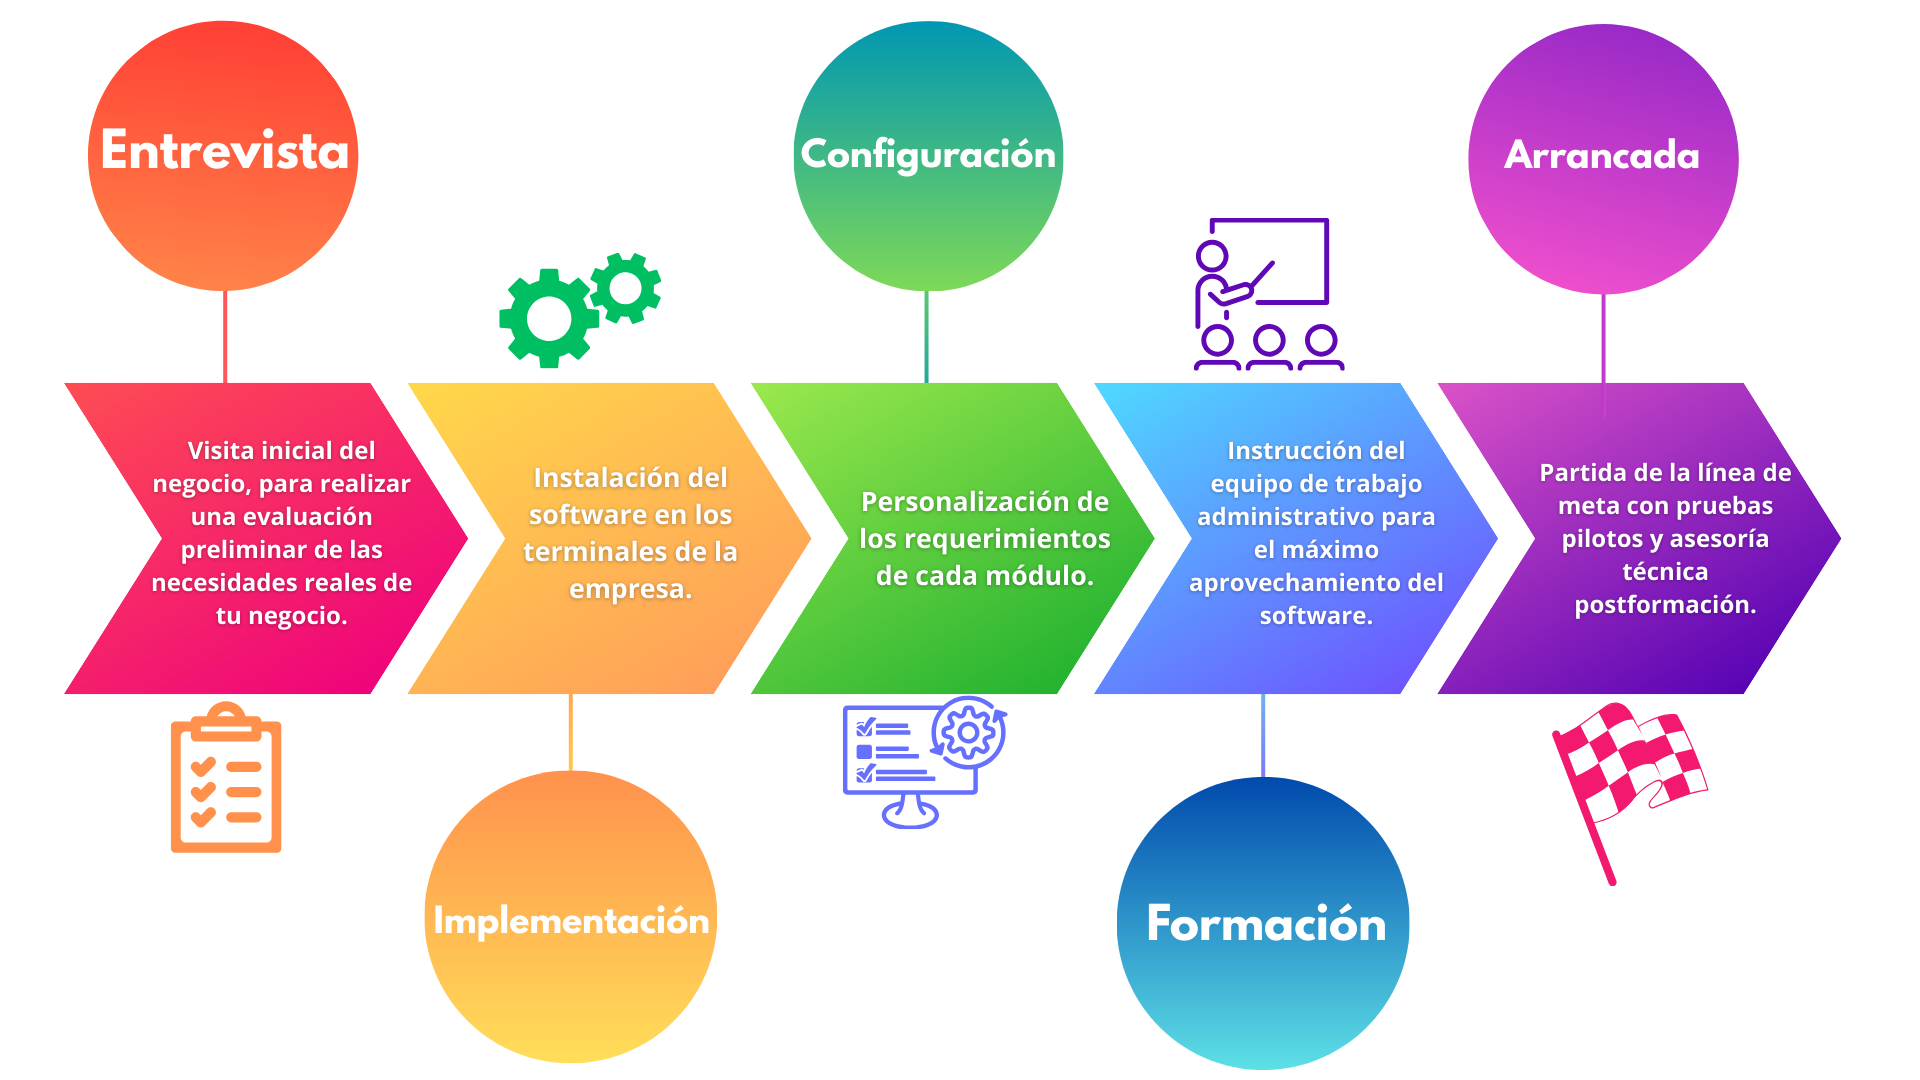 Entrevista
Visita inicial del
negocio, para realizar
una evaluación
preliminar de las
necesidades reales de
tu negocio.
Implementación
Instalación del
software en los
terminales de la
empresa.
Configuración
Personalización de
los requerimientos
de cada módulo.
Formación
Instrucción del
equipo de trabajo
administrativo para
el máximo
aprovechamiento del
software.
Arrancada
Partida de la línea de
meta con pruebas
pilotos y asesoría
técnica
postformación.